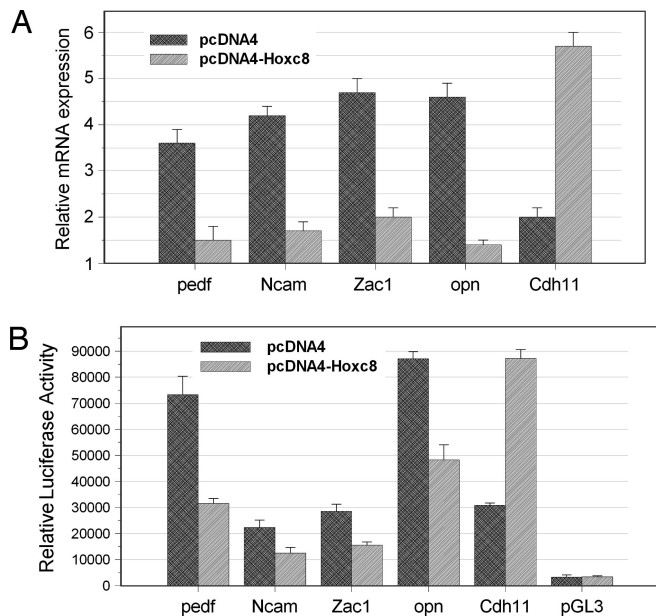 A
pcDNA4
pcDNA4-Hoxc8
Relative mRNA expression
6
5
4
3
2
1
pedf Ncam Zac1 opn Cdh11
B
pcDNA4
pcDNA4-Hoxc8
Relative Luciferase Activity
90000
80000
70000
60000
50000
40000
30000
20000
10000
0
pedf Ncam Zac1 opn Cdh11 pGL3